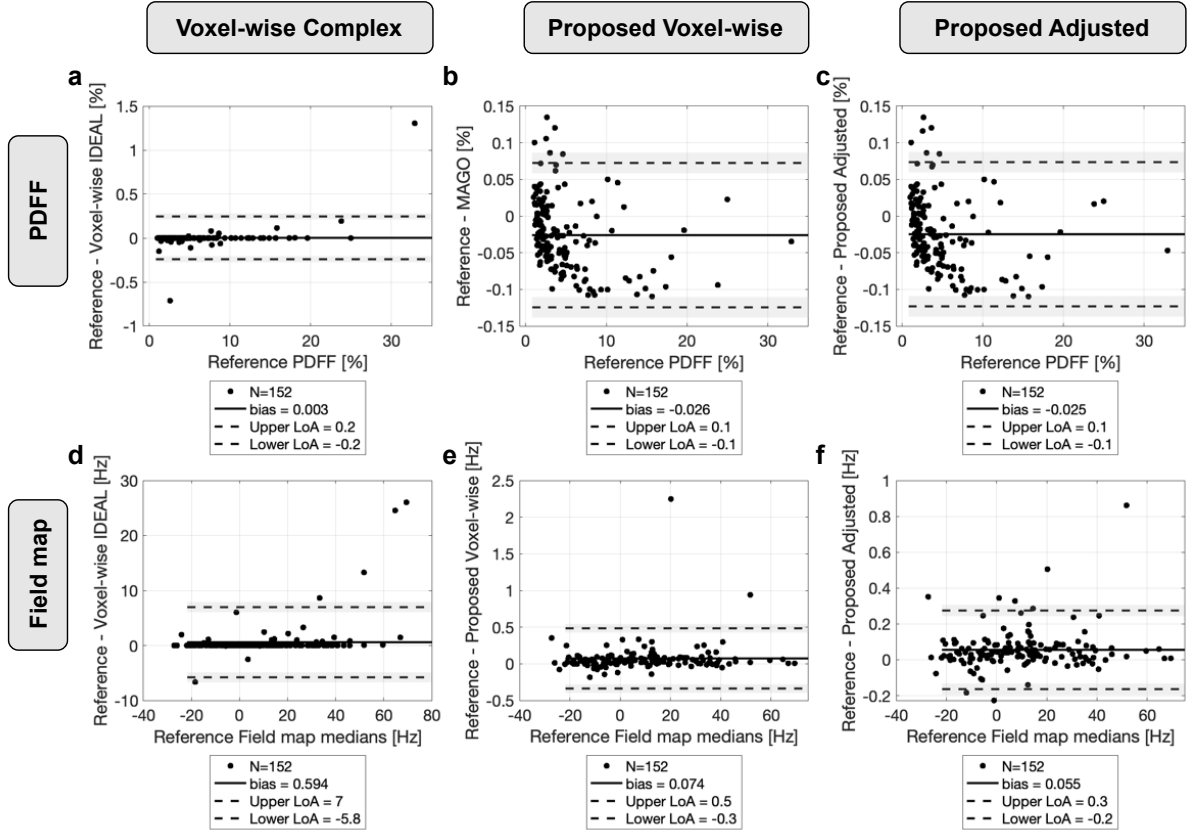 Voxel-wise Complex
Proposed Voxel-wise
Proposed Adjusted
PDFF
a
Reference - Voxel-wise IDEAL [%]
1.5
1
0.5
0
-0.5
-1
0
10
20
30
Reference PDFF [%]
N=152
bias = 0.003
Upper LoA = 0.2
Lower LoA = -0.2
b
Reference - MAGO [%]
0.15
0.1
0.05
0
-0.05
-0.1
-0.15
0
10
20
30
Reference PDFF [%]
N=152
bias = -0.026
Upper LoA = 0.1
Lower LoA = -0.1
c
Reference - Proposed Adjusted [%]
0.15
0.1
0.05
0
-0.05
-0.1
-0.15
0
10
20
30
Reference PDFF [%]
N=152
bias = -0.025
Upper LoA = 0.1
Lower LoA = -0.1
Field map
d
Reference - Voxel-wise IDEAL [Hz]
30
20
10
0
-10
-40
-20
0
20
40
60
80
Reference Field map medians [Hz]
N=152
bias = 0.594
Upper LoA = 7
Lower LoA = -5.8
e
Reference - Proposed Voxel-wise [Hz]
2.5
2
1.5
1
0.5
0
-0.5
-40
-20
0
20
40
60
Reference Field map medians [Hz]
N=152
bias = 0.074
Upper LoA = 0.5
Lower LoA = -0.3
f
Reference - Proposed Adjusted [Hz]
1
0.8
0.6
0.4
0.2
0
-0.2
-40
-20
0
20
40
60
Reference Field map medians [Hz]
N=152
bias = 0.055
Upper LoA = 0.3
Lower LoA = -0.2